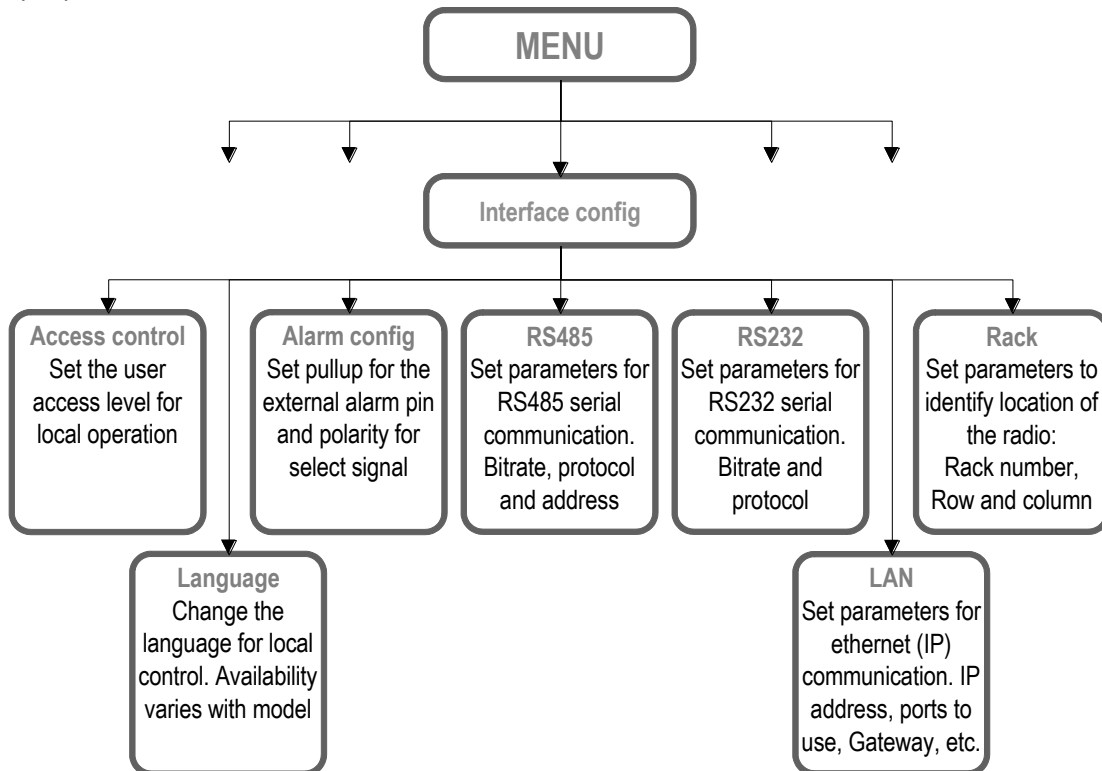 MENU
Interface config
Access control
Set the user
access level for
local operation
Alarm config
Set pullup for the
external alarm pin
and polarity for
select signal
RS485
Set parameters for
RS485 serial
communication.
Bitrate, protocol
and address
RS232
Set parameters for
RS232 serial
communication.
Bitrate and
protocol
Rack
Set parameters to
identify location of
the radio:
Rack number,
Row and column
Language
Change the
language for local
control. Availability
varies with model
LAN
Set parameters for
ethernet (IP)
communication. IP
address, ports to
use, Gateway, etc.